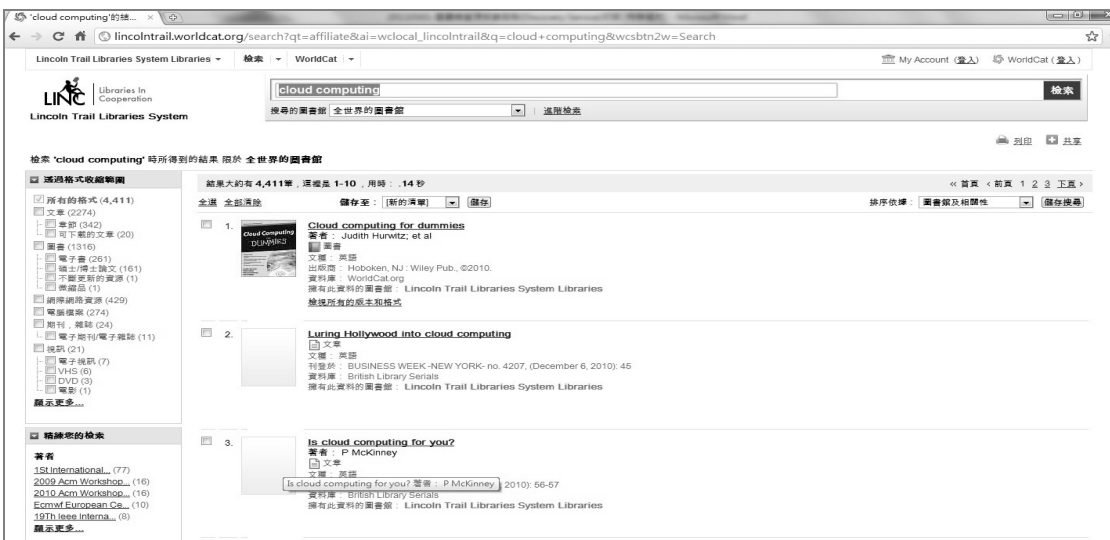 'cloud computing'的結...
lincolntrail.worldcat.org/search?qt=affiliate&ai=wclocal_lincolntrail&q=cloud+computing&wcsbtn2w=Search
Lincoln Trail Libraries System Libraries 檢索 WorldCat My Account (登入) WorldCat (登入)
LINC Libraries In Cooperation
Lincoln Trail Libraries System
cloud computing 檢索
搜尋的圖書館 全世界的圖書館 進階檢索
列印 共享
檢索 'cloud computing' 時所得到的結果 限於 全世界的圖書館
透過格式收縮範圍
所有的格式 (4,411)
文章 (2274)
章節 (342)
可下載的文章 (20)
圖書 (1316)
電子書 (261)
碩士/博士論文 (161)
不斷更新的資源 (1)
微縮品 (1)
網際網路資源 (429)
電腦檔案 (274)
期刊，雜誌 (24)
電子期刊/電子雜誌 (11)
視訊 (21)
電子視訊 (7)
VHS (6)
DVD (3)
電影 (1)
顯示更多...
精練您的檢索
著者
1St International... (77)
2009 Acm Workshop... (16)
2010 Acm Workshop... (16)
Ecmwf European Ce... (10)
19Th Ieee Interna... (8)
顯示更多...
結果大約有 4,411筆，這裡是 1-10，用時： .14 秒 « 首頁 ‹ 前頁 1 2 3 下頁 ›
全選 全部清除 儲存至： [新的清單] 儲存 排序依據： 圖書館及相關性 儲存搜尋
1. Cloud Computing DUMMIES
Cloud computing for dummies
著者： Judith Hurwitz; et al
圖書
文種： 英語
出版商： Hoboken, NJ : Wiley Pub., ©2010.
資料庫： WorldCat.org
擁有此資料的圖書館： Lincoln Trail Libraries System Libraries
檢視所有的版本和格式
2. Luring Hollywood into cloud computing
文章
文種： 英語
刊登於： BUSINESS WEEK -NEW YORK- no. 4207, (December 6, 2010): 45
資料庫： British Library Serials
擁有此資料的圖書館： Lincoln Trail Libraries System Libraries
3. Is cloud computing for you?
著者： P McKinney
文章
文種： 英語
Is cloud computing for you? 著者： P McKinney 2010): 56-57
資料庫： British Library Serials
擁有此資料的圖書館： Lincoln Trail Libraries System Libraries